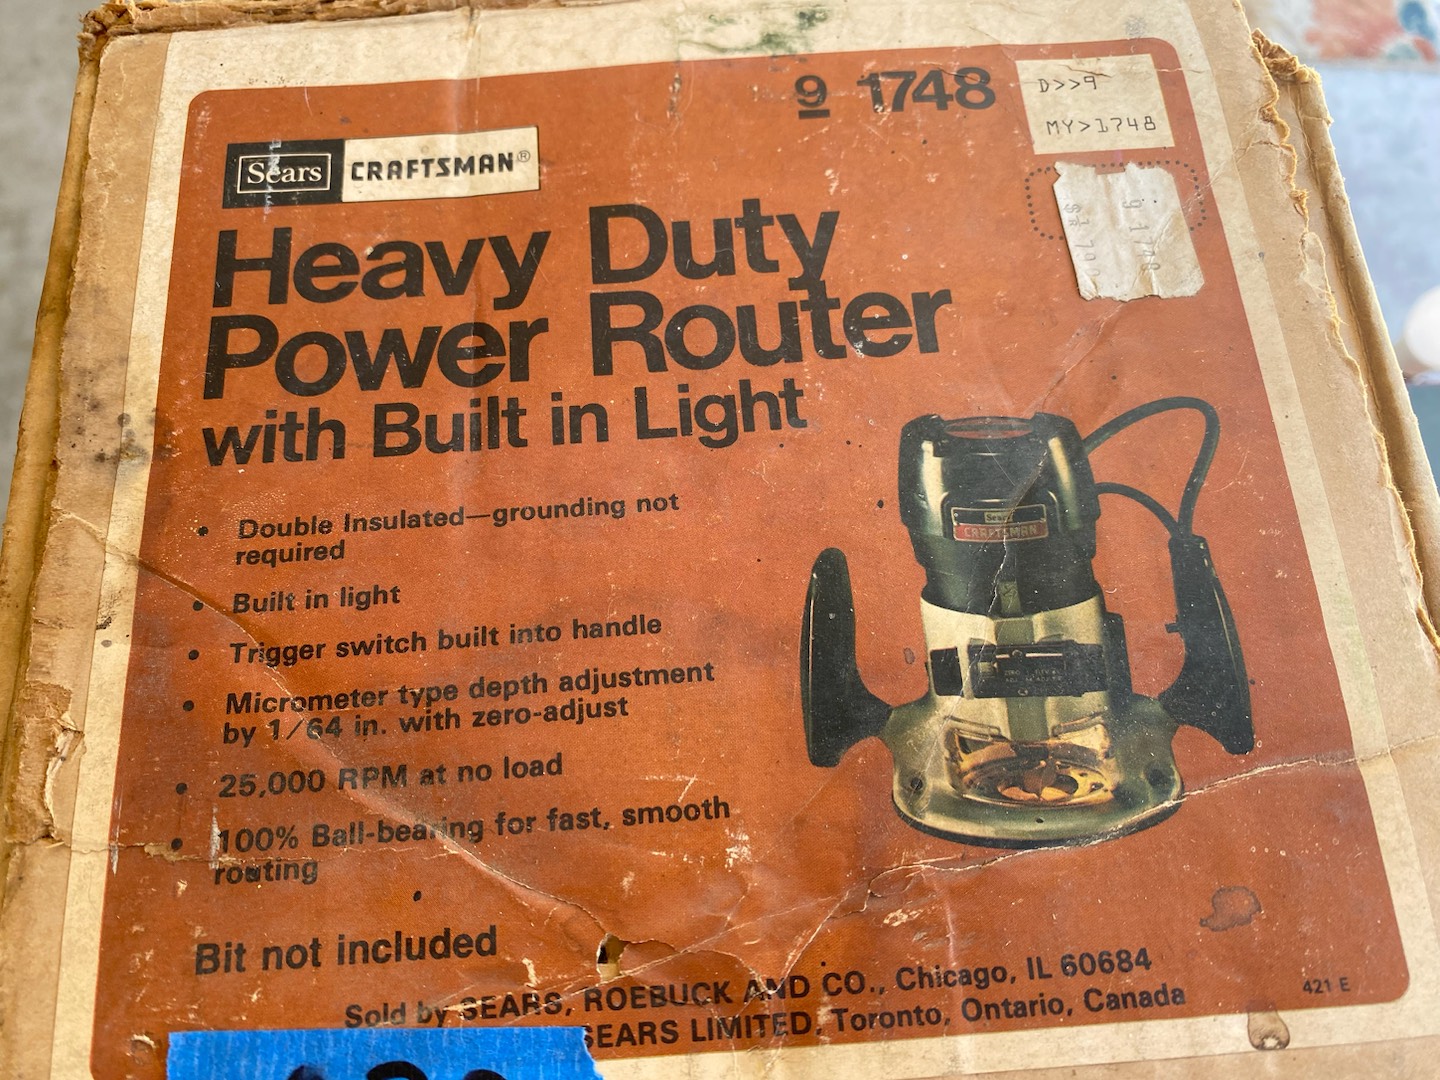 9 1748
D>>9
MY>1748
Sears CRAFTSMAN®
9 1748
Heavy Duty
Power Router
with Built in Light
• Double Insulated—grounding not
required
• Built in light
• Trigger switch built into handle
• Micrometer type depth adjustment
by 1/64 in. with zero-adjust
• 25,000 RPM at no load
• 100% Ball-bearing for fast, smooth
routing
Sears
CRAFTSMAN
Bit not included
Sold by SEARS, ROEBUCK AND CO., Chicago, IL 60684
SEARS LIMITED, Toronto, Ontario, Canada
421 E